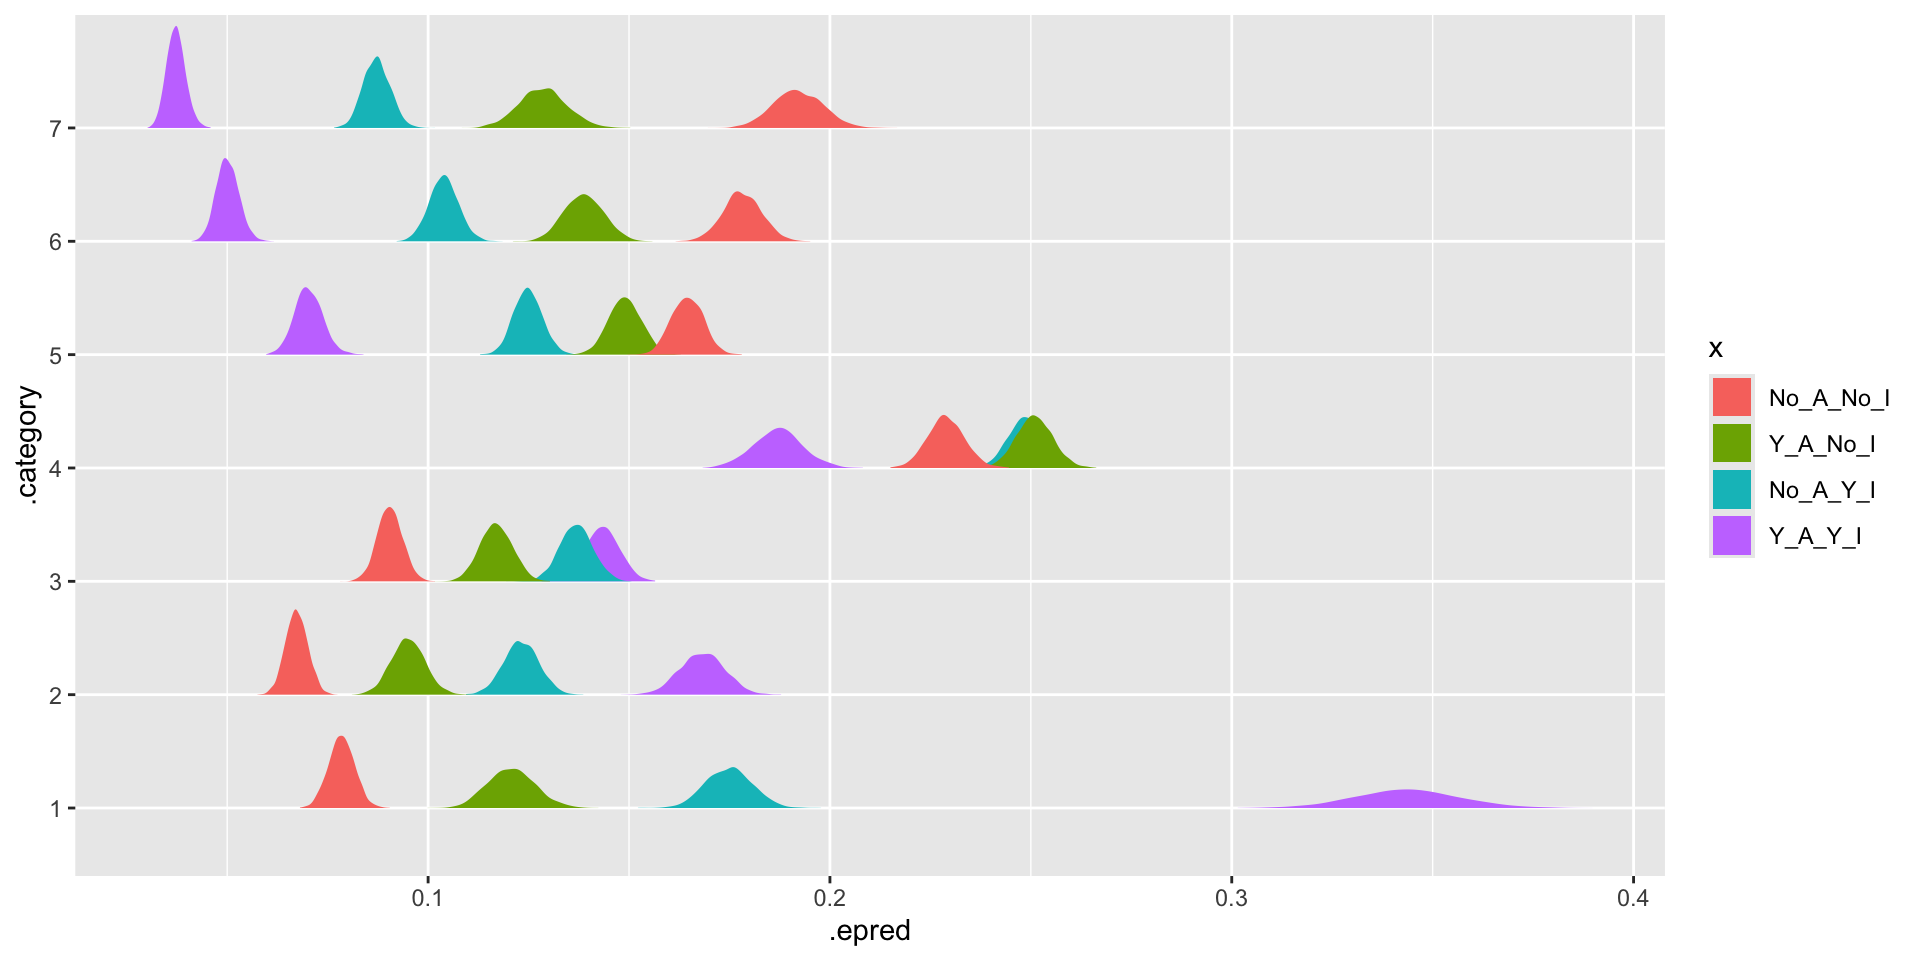 7
6
5
4
3
2
1
.category
0.1
0.2
0.3
0.4
.epred
x
No_A_No_I
Y_A_No_I
No_A_Y_I
Y_A_Y_I